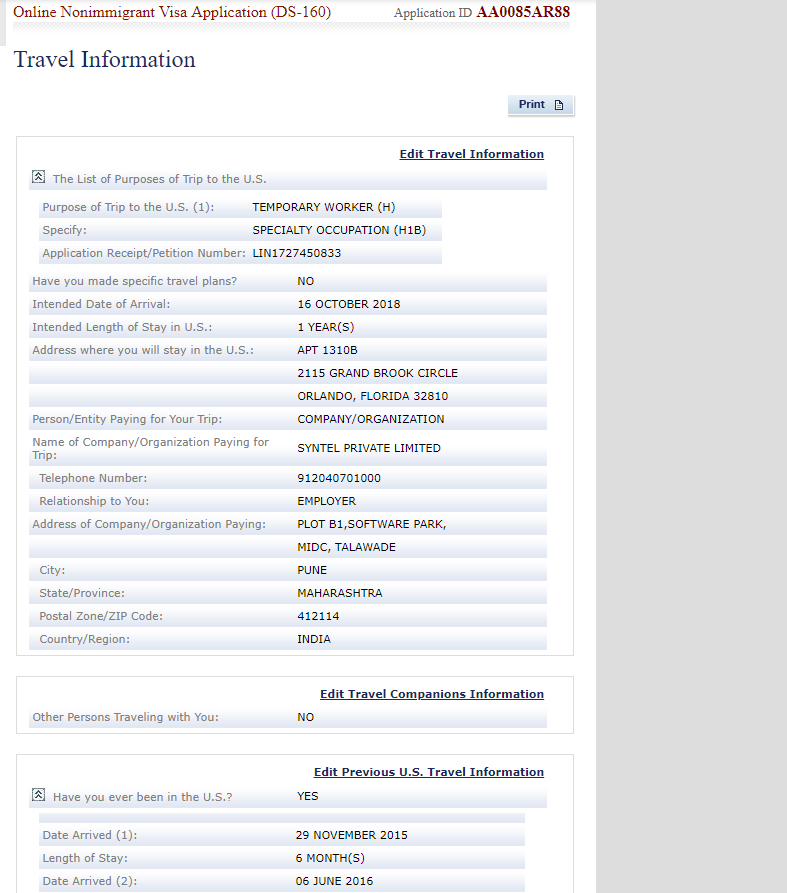 Online Nonimmigrant Visa Application (DS-160) Application ID AA0085AR88
Travel Information
Print
Edit Travel Information
The List of Purposes of Trip to the U.S.
Purpose of Trip to the U.S. (1): TEMPORARY WORKER (H)
Specify: SPECIALTY OCCUPATION (H1B)
Application Receipt/Petition Number: LIN1727450833
Have you made specific travel plans? NO
Intended Date of Arrival: 16 OCTOBER 2018
Intended Length of Stay in U.S.: 1 YEAR(S)
Address where you will stay in the U.S.: APT 1310B
2115 GRAND BROOK CIRCLE
ORLANDO, FLORIDA 32810
Person/Entity Paying for Your Trip: COMPANY/ORGANIZATION
Name of Company/Organization Paying for
Trip: SYNTEL PRIVATE LIMITED
Telephone Number: 912040701000
Relationship to You: EMPLOYER
Address of Company/Organization Paying: PLOT B1,SOFTWARE PARK,
MIDC, TALAWADE
City: PUNE
State/Province: MAHARASHTRA
Postal Zone/ZIP Code: 412114
Country/Region: INDIA
Edit Travel Companions Information
Other Persons Traveling with You: NO
Edit Previous U.S. Travel Information
Have you ever been in the U.S.? YES
Date Arrived (1): 29 NOVEMBER 2015
Length of Stay: 6 MONTH(S)
Date Arrived (2): 06 JUNE 2016